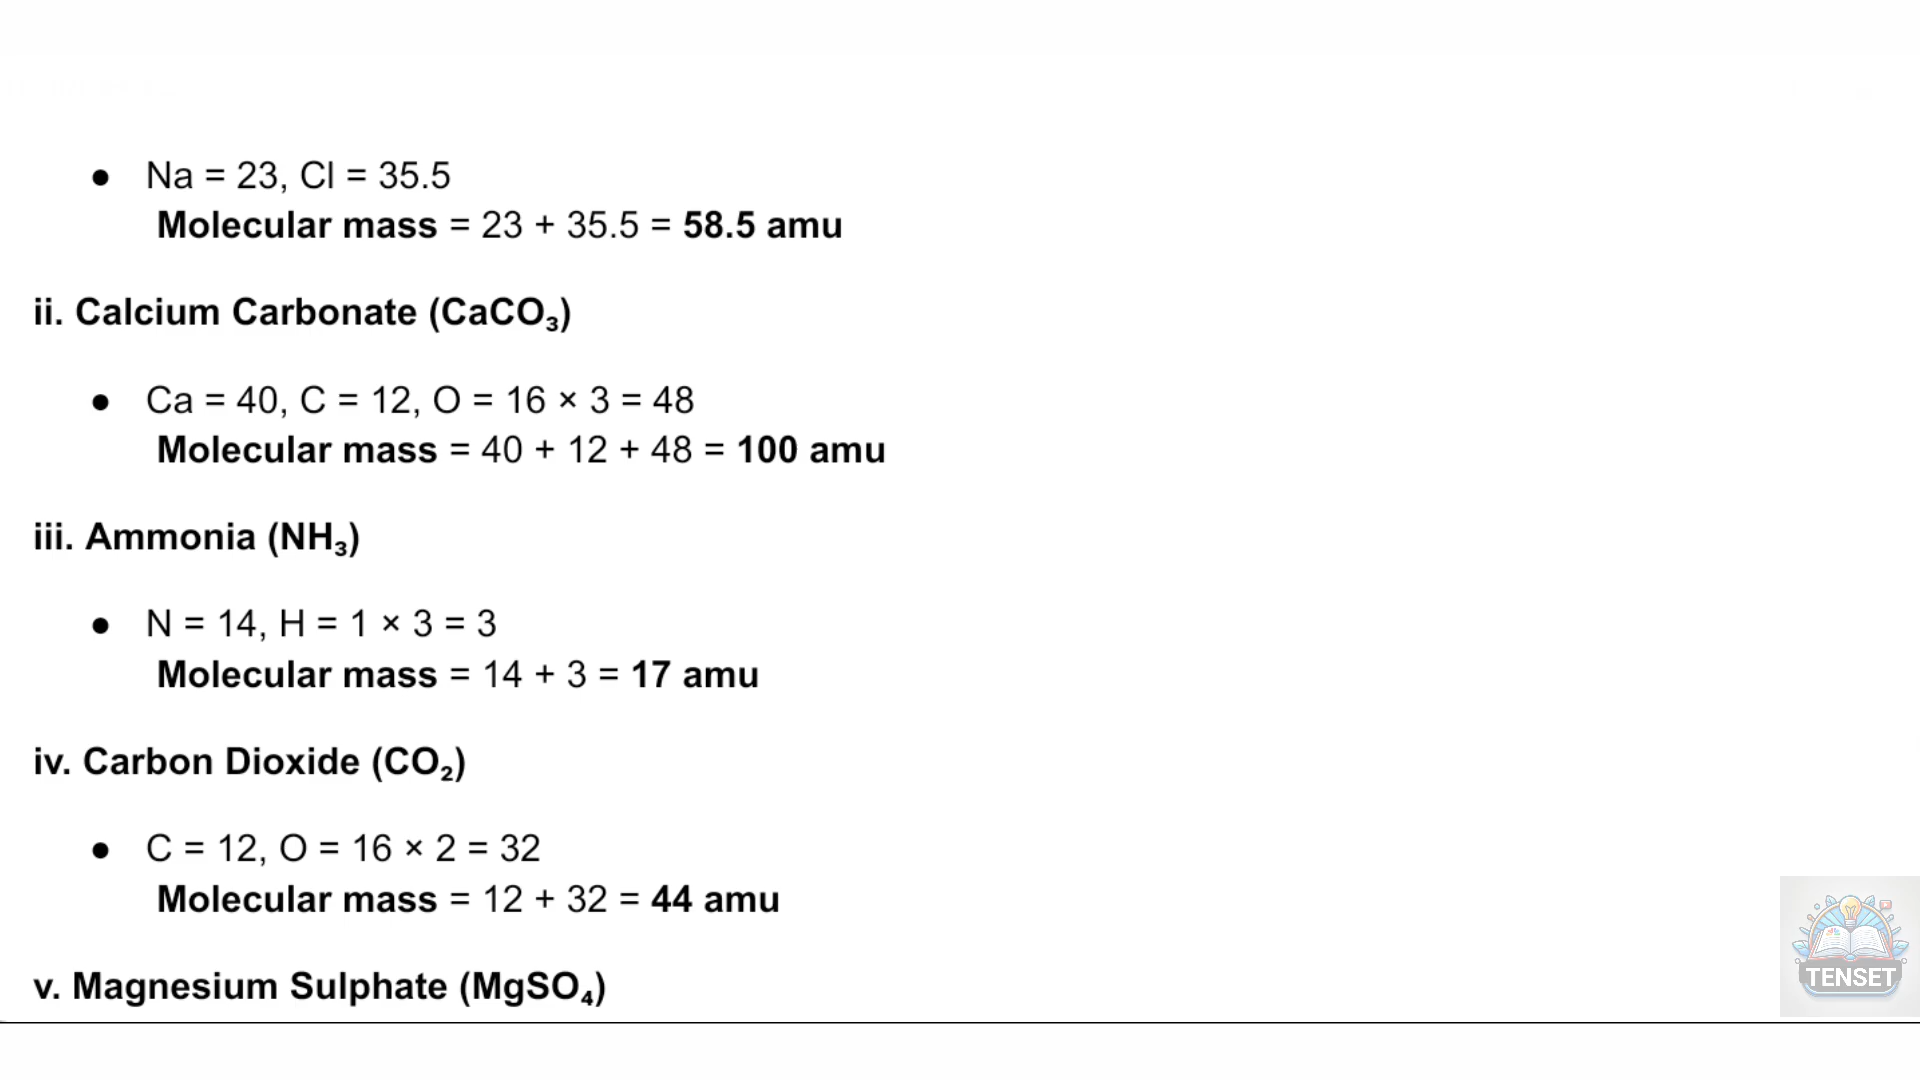 ● Na = 23, Cl = 35.5
Molecular mass = 23 + 35.5 = 58.5 amu
ii. Calcium Carbonate (CaCO₃)
● Ca = 40, C = 12, O = 16 × 3 = 48
Molecular mass = 40 + 12 + 48 = 100 amu
iii. Ammonia (NH₃)
● N = 14, H = 1 × 3 = 3
Molecular mass = 14 + 3 = 17 amu
iv. Carbon Dioxide (CO₂)
● C = 12, O = 16 × 2 = 32
Molecular mass = 12 + 32 = 44 amu
v. Magnesium Sulphate (MgSO₄)
TENSET